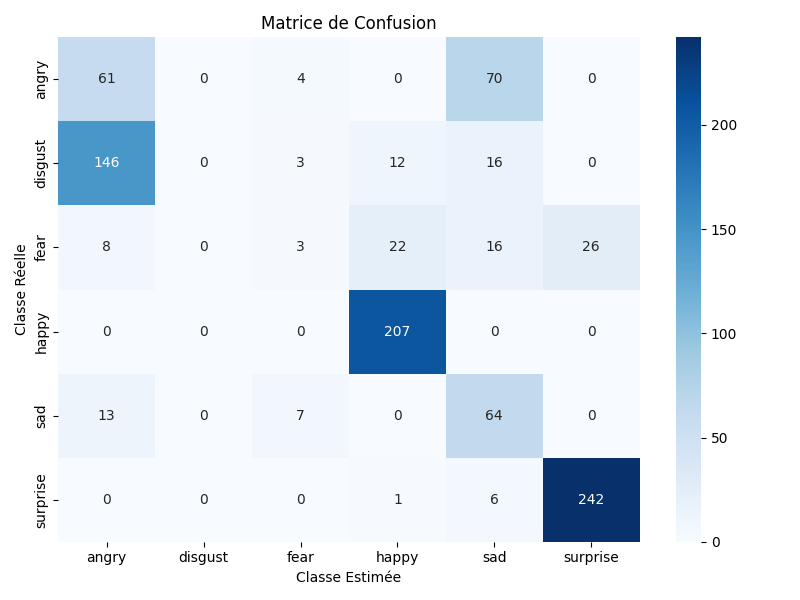 Matrice de Confusion
Classe Réelle
angry 61 0 4 0 70 0
disgust 146 0 3 12 16 0
fear 8 0 3 22 16 26
happy 0 0 0 207 0 0
sad 13 0 7 0 64 0
surprise 0 0 0 1 6 242
angry disgust fear happy sad surprise
Classe Estimée
200
150
100
50
0